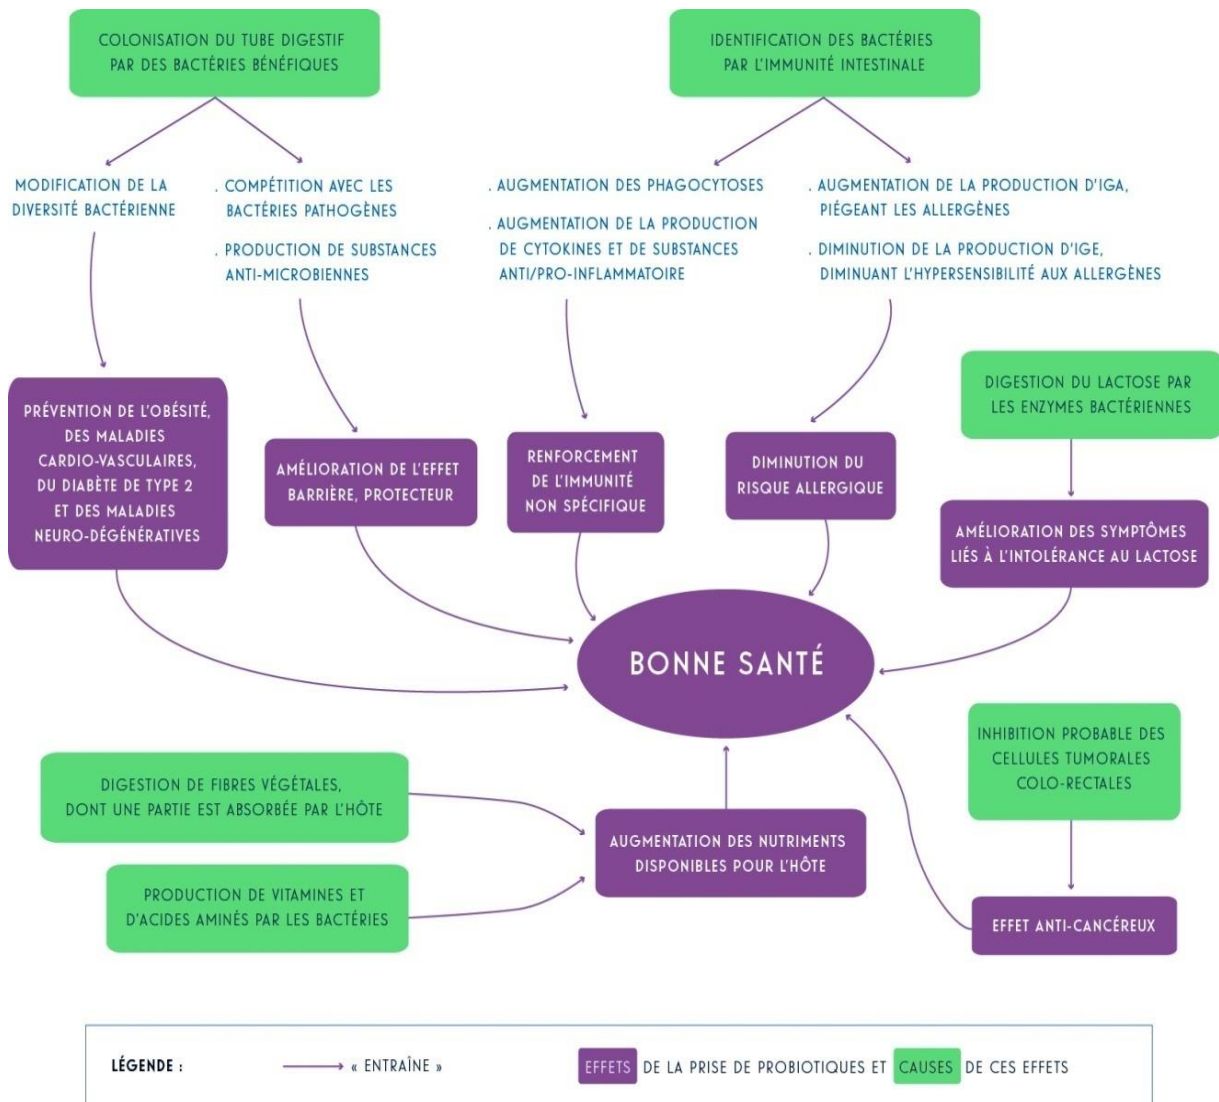 COLONISATION DU TUBE DIGESTIF
PAR DES BACTÉRIES BÉNÉFIQUES
IDENTIFICATION DES BACTÉRIES
PAR L'IMMUNITÉ INTESTINALE
MODIFICATION DE LA
DIVERSITÉ BACTÉRIENNE
. COMPÉTITION AVEC LES
BACTÉRIES PATHOGÈNES
. PRODUCTION DE SUBSTANCES
ANTI-MICROBIENNES
. AUGMENTATION DES PHAGOCYTOSES
. AUGMENTATION DE LA PRODUCTION
DE CYTOKINES ET DE SUBSTANCES
ANTI/PRO-INFLAMMATOIRE
. AUGMENTATION DE LA PRODUCTION D'IGA,
PIÉGEANT LES ALLERGÈNES
. DIMINUTION DE LA PRODUCTION D'IGE,
DIMINUANT L'HYPERSENSIBILITÉ AUX ALLERGÈNES
PRÉVENTION DE L'OBÉSITÉ,
DES MALADIES
CARDIO-VASCULAIRES,
DU DIABÈTE DE TYPE 2
ET DES MALADIES
NEURO-DÉGÉNÉRATIVES
AMÉLIORATION DE L'EFFET
BARRIÈRE, PROTECTEUR
RENFORCEMENT
DE L'IMMUNITÉ
NON SPÉCIFIQUE
DIMINUTION DU
RISQUE ALLERGIQUE
DIGESTION DU LACTOSE PAR
LES ENZYMES BACTÉRIENNES
AMÉLIORATION DES SYMPTÔMES
LIÉS À L'INTOLÉRANCE AU LACTOSE
BONNE SANTÉ
INHIBITION PROBABLE DES
CELLULES TUMORALES
COLO-RECTALES
DIGESTION DE FIBRES VÉGÉTALES,
DONT UNE PARTIE EST ABSORBÉE PAR L'HÔTE
AUGMENTATION DES NUTRIMENTS
DISPONIBLES POUR L'HÔTE
PRODUCTION DE VITAMINES ET
D'ACIDES AMINÉS PAR LES BACTÉRIES
EFFET ANTI-CANCÉREUX
LÉGENDE : « ENTRAÎNE » EFFETS DE LA PRISE DE PROBIOTIQUES ET CAUSES DE CES EFFETS